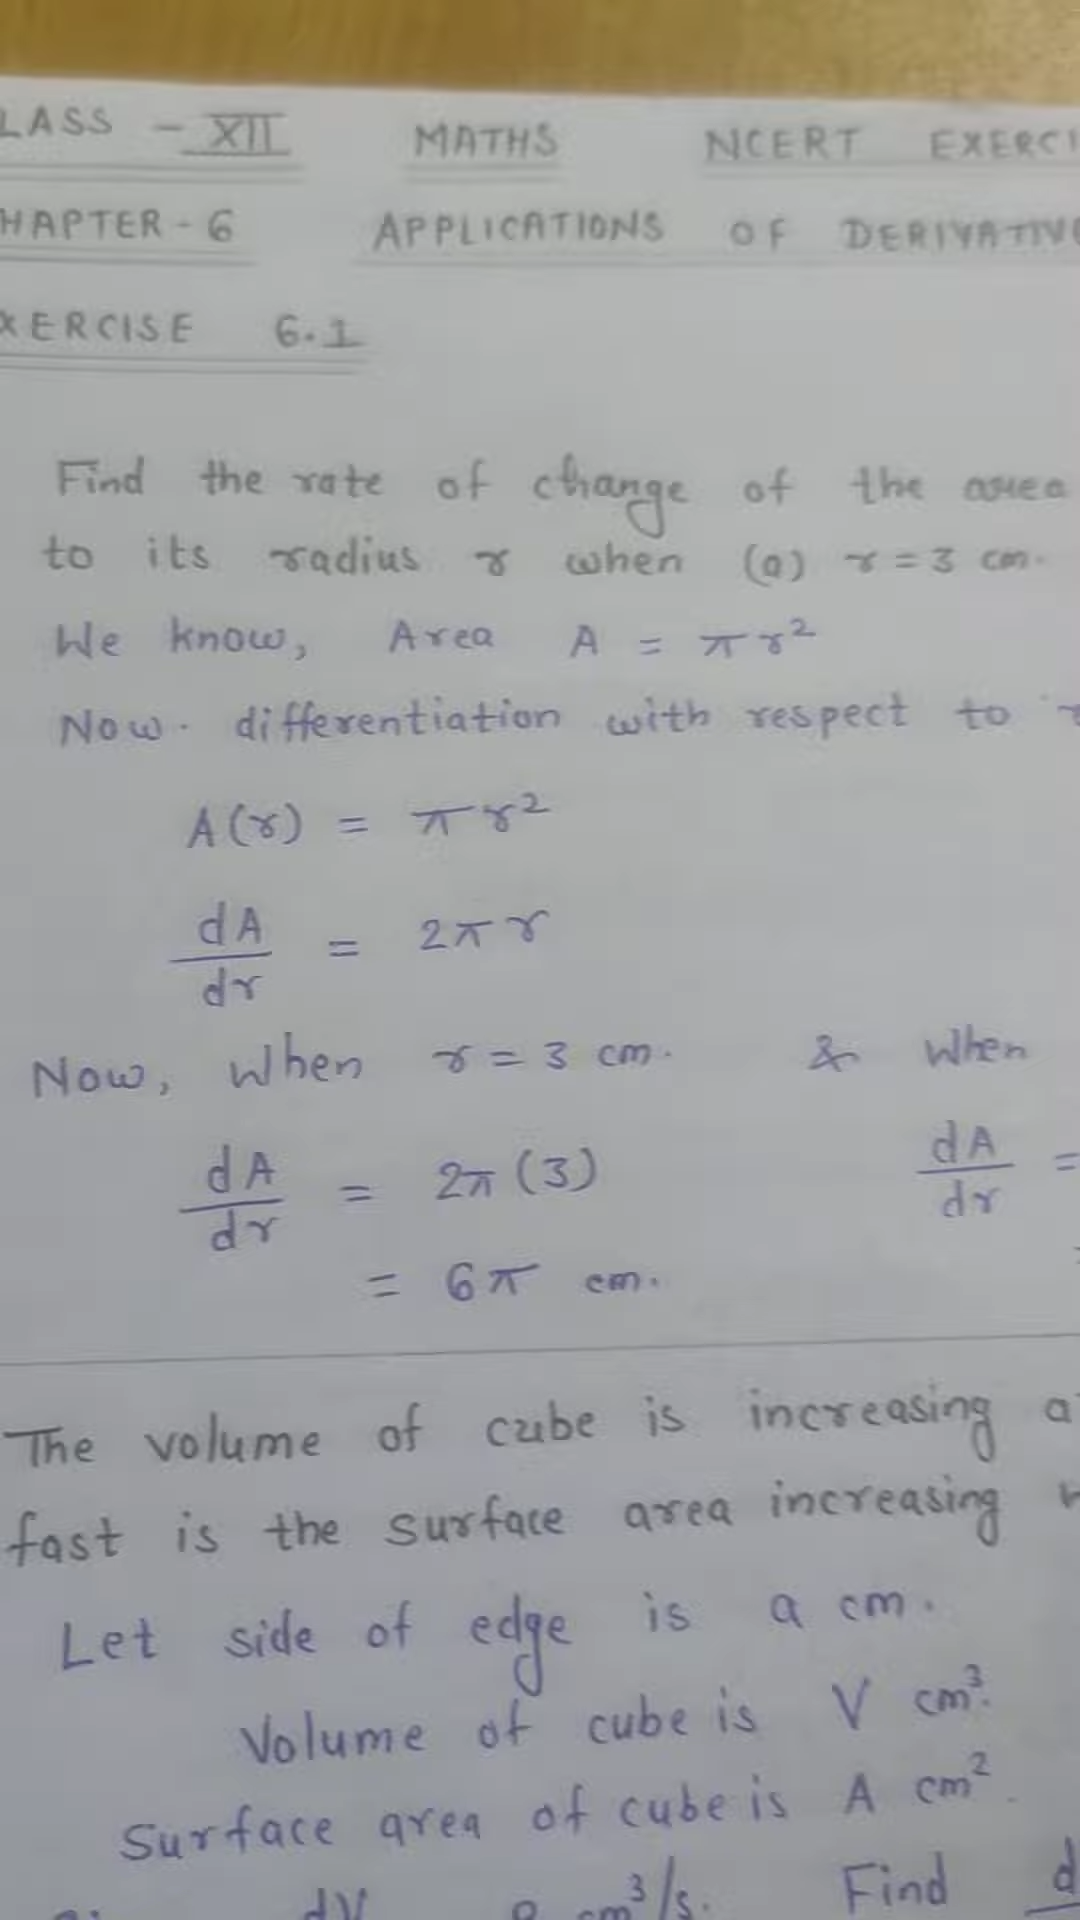 LASS - XII MATHS NCERT EXERCI
HAPTER - 6 APPLICATIONS OF DERIVATIVE
XERCISE 6.1
Find the rate of change of the area
to its radius r when (a) r = 3 cm.
We know, Area A = πr²
Now. differentiation with respect to r
A(r) = πr²
dA/dr = 2πr
Now, when r = 3 cm. & When
dA/dr = 2π(3) dA/dr =
= 6π cm.
The volume of cube is increasing a
fast is the surface area increasing
Let side of edge is a cm.
Volume of cube is V cm³.
Surface area of cube is A cm².
dV cm³/s. Find d